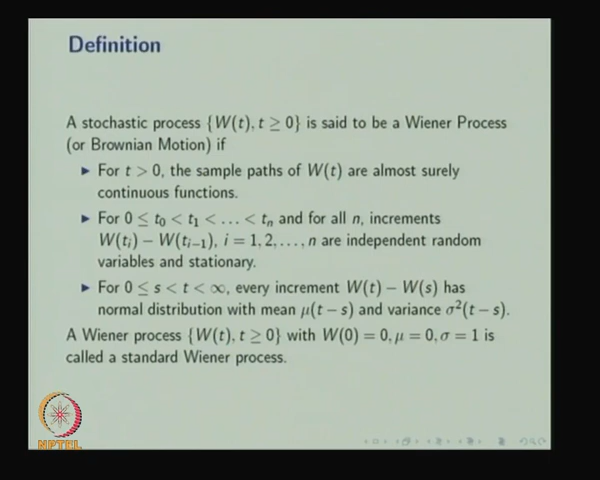 Definition
A stochastic process {W(t), t ≥ 0} is said to be a Wiener Process
(or Brownian Motion) if
▶ For t > 0, the sample paths of W(t) are almost surely
continuous functions.
▶ For 0 ≤ t₀ < t₁ < … < tₙ and for all n, increments
W(tᵢ) − W(tᵢ₋₁), i = 1, 2, …, n are independent random
variables and stationary.
▶ For 0 ≤ s < t < ∞, every increment W(t) − W(s) has
normal distribution with mean μ(t − s) and variance σ²(t − s).
A Wiener process {W(t), t ≥ 0} with W(0) = 0, μ = 0, σ = 1 is
called a standard Wiener process.
NPTEL